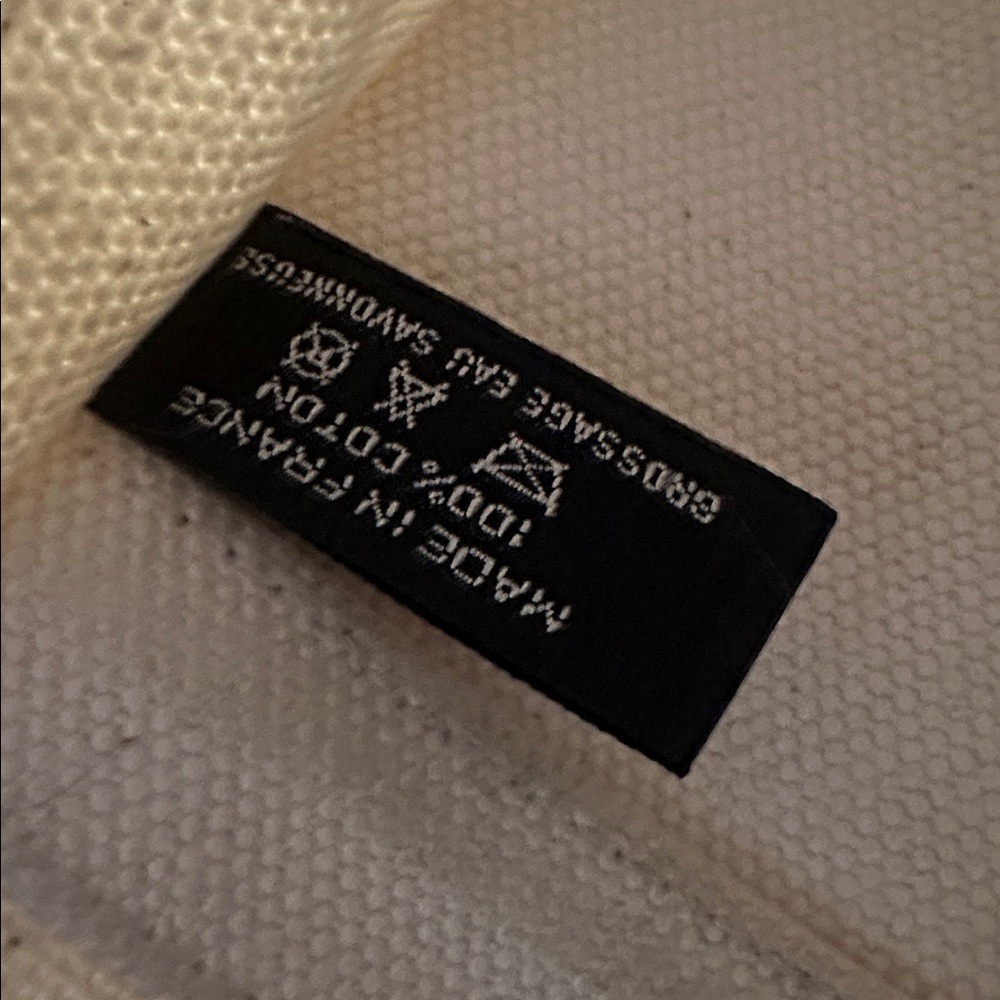 MADE IN FRANCE
100% COTON
GROSSAGE EAU SAVONNEUSE